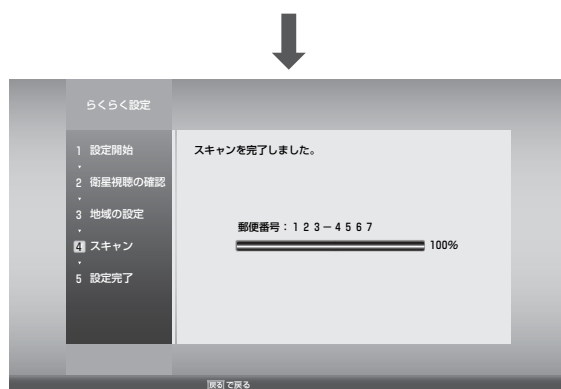 らくらく設定
1 設定開始
2 衛星視聴の確認
3 地域の設定
4 スキャン
5 設定完了
スキャンを完了しました。
郵便番号：１２３－４５６７
100%
戻る で戻る